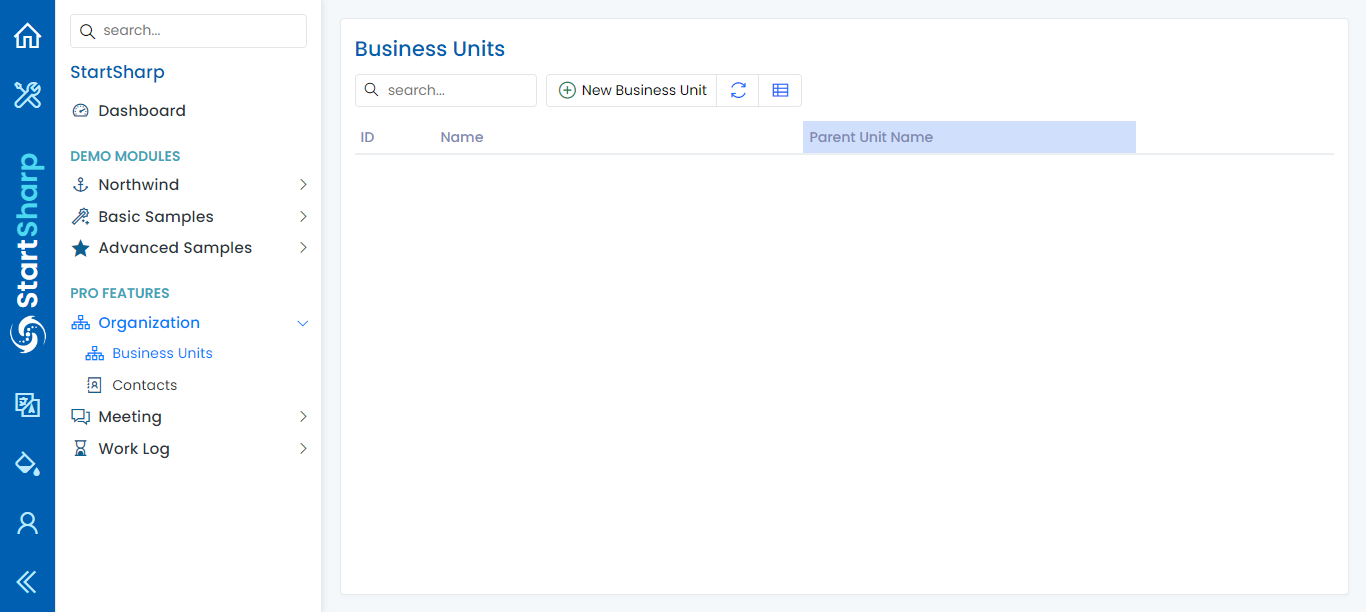 StartSharp
search...
StartSharp
Dashboard
DEMO MODULES
Northwind
Basic Samples
Advanced Samples
PRO FEATURES
Organization
Business Units
Contacts
Meeting
Work Log
Business Units
search...
New Business Unit
ID Name Parent Unit Name